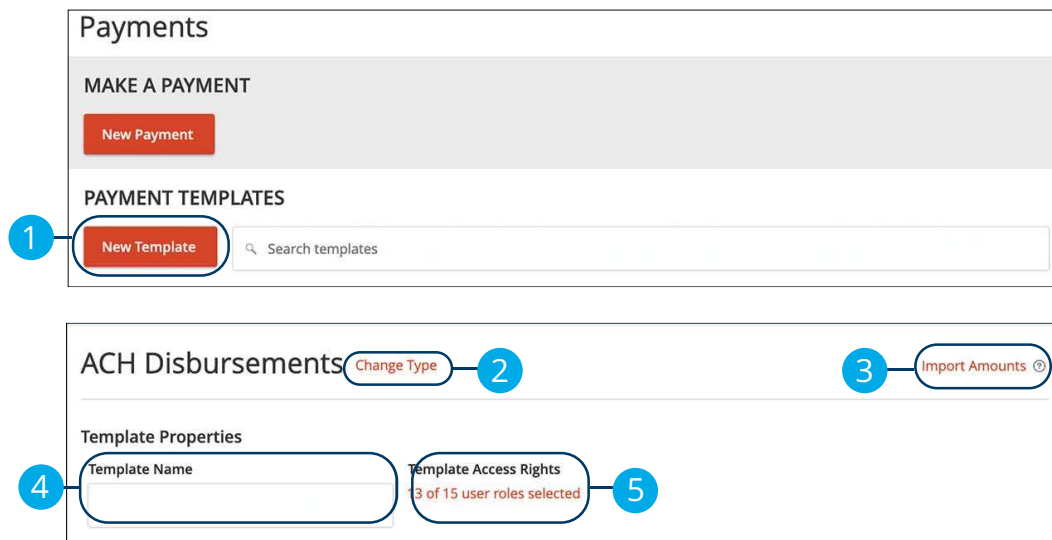 Payments
MAKE A PAYMENT
New Payment
PAYMENT TEMPLATES
1
New Template
Search templates
ACH Disbursements Change Type
2
3
Import Amounts ?
Template Properties
Template Name
Template Access Rights
4
13 of 15 user roles selected
5